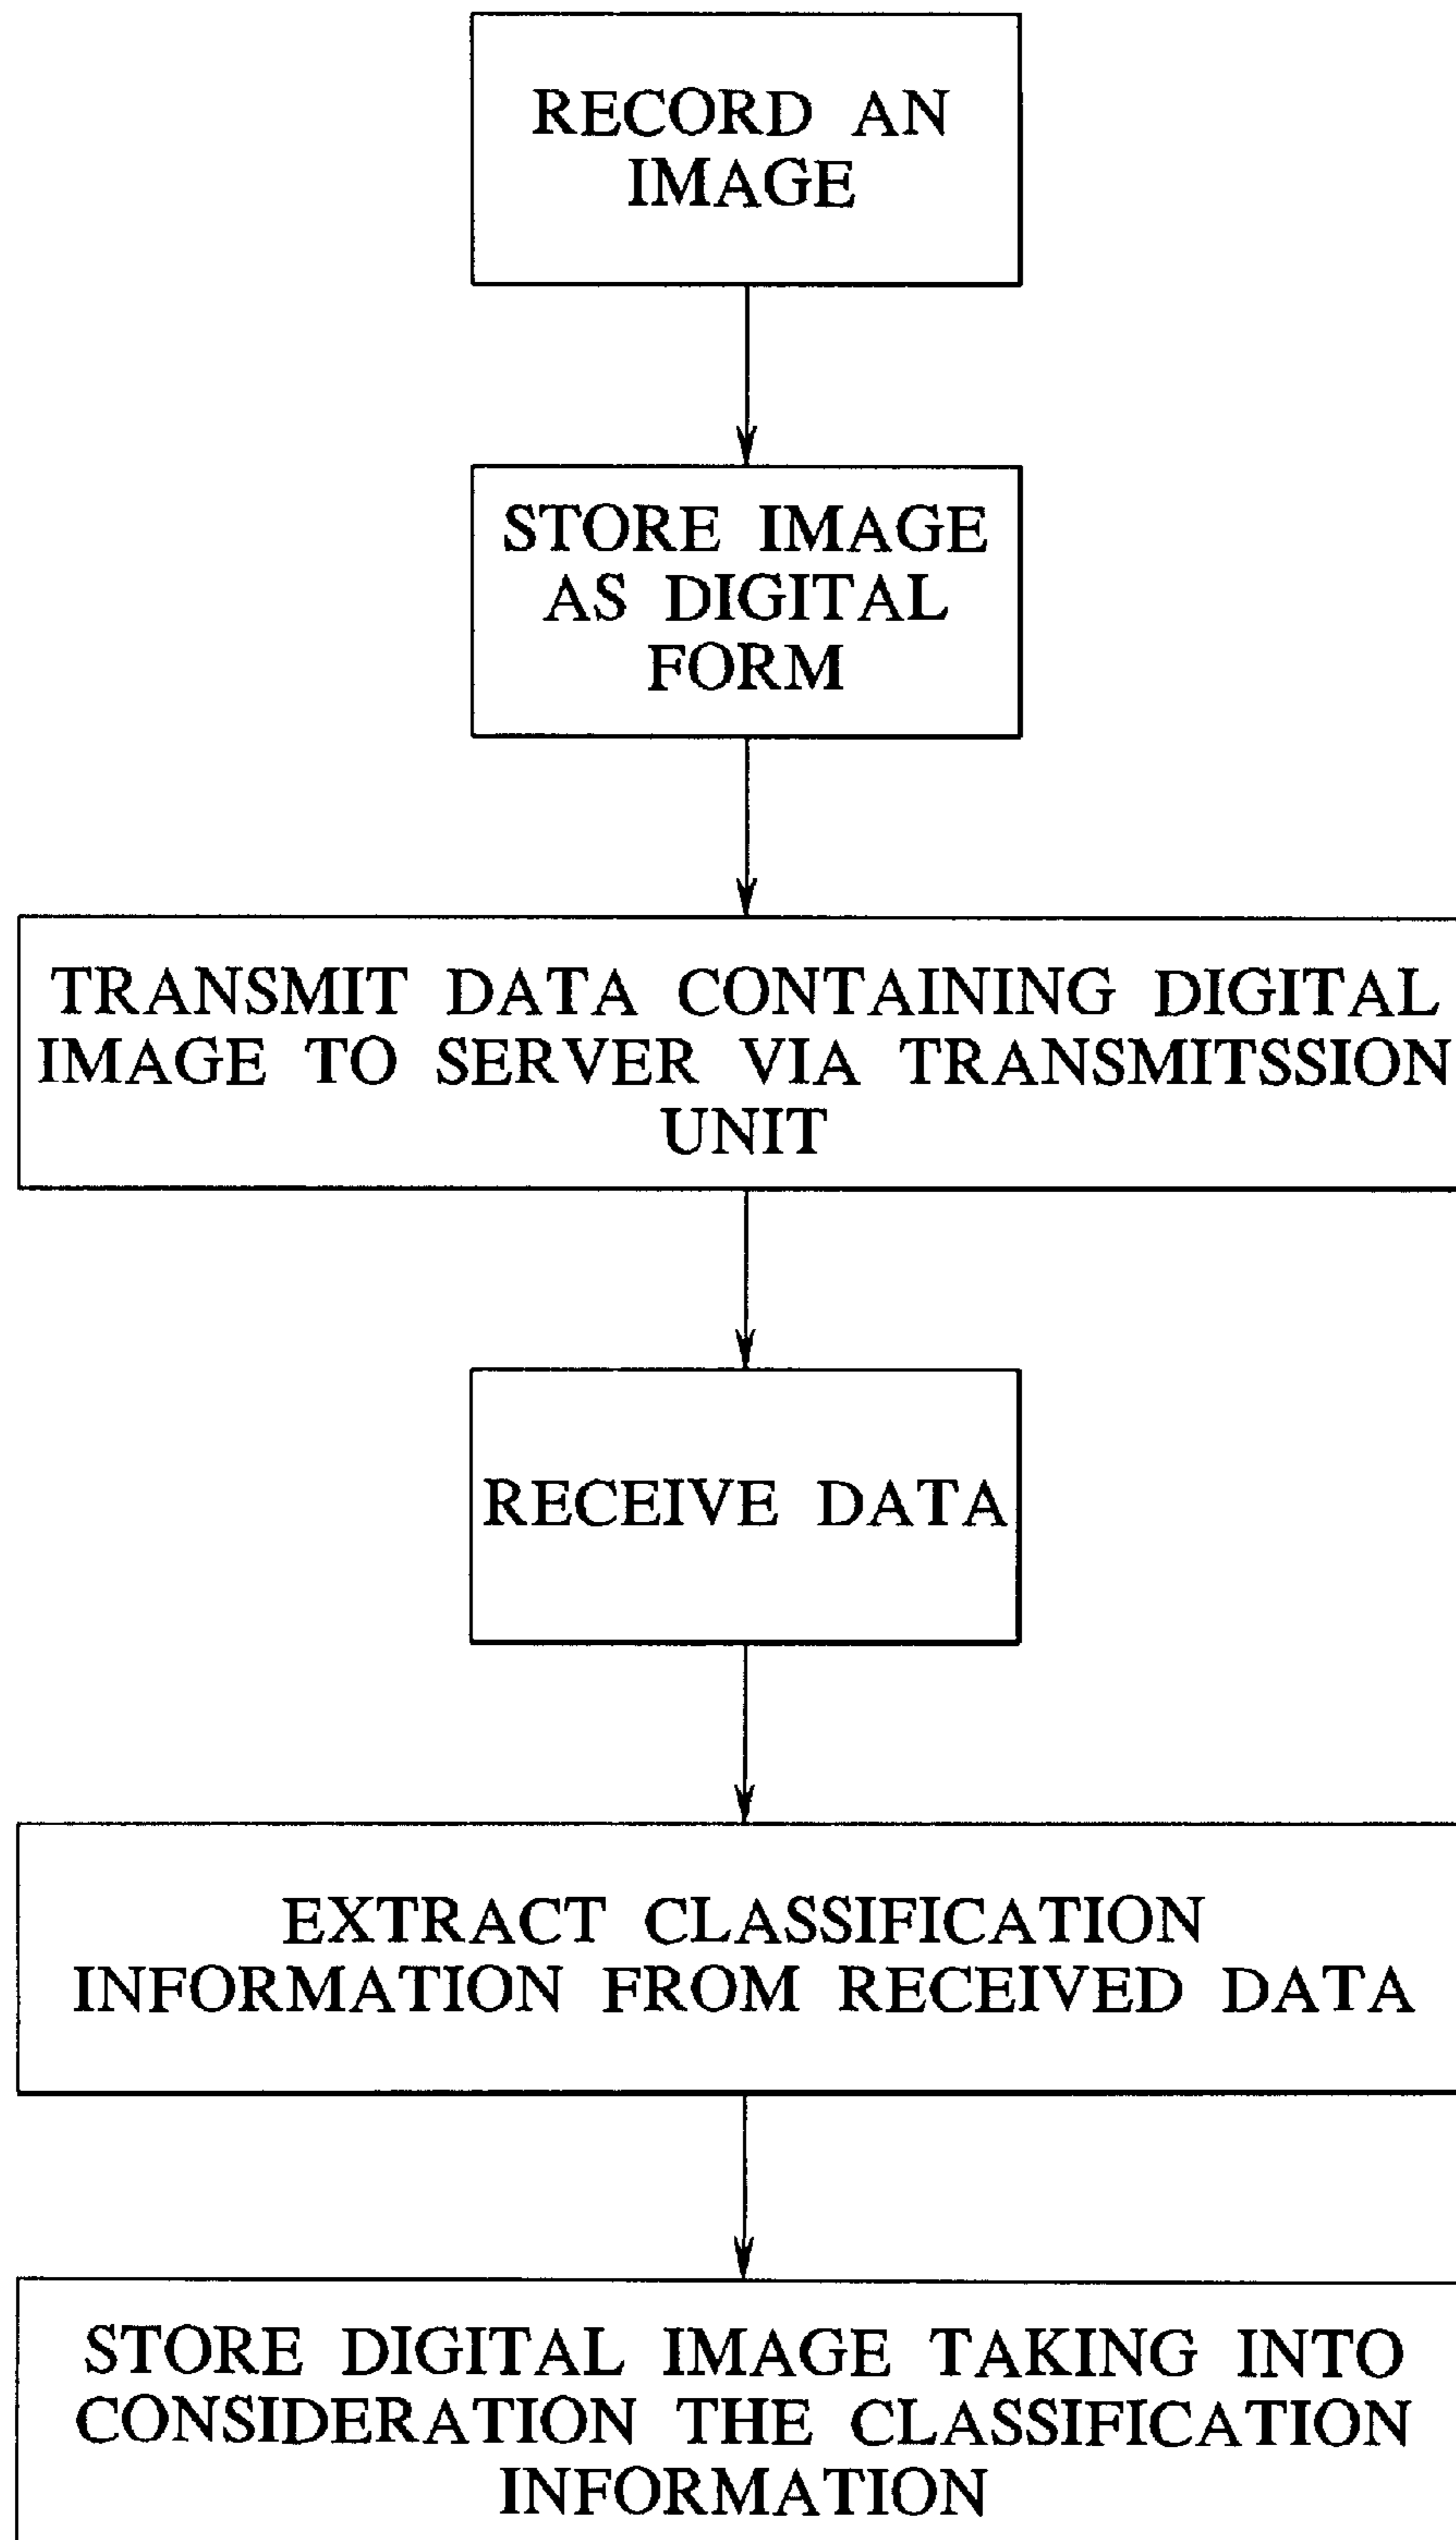 RECORD AN
IMAGE
STORE IMAGE
AS DIGITAL
FORM
TRANSMIT DATA CONTAINING DIGITAL
IMAGE TO SERVER VIA TRANSMITSSION
UNIT
RECEIVE DATA
EXTRACT CLASSIFICATION
INFORMATION FROM RECEIVED DATA
STORE DIGITAL IMAGE TAKING INTO
CONSIDERATION THE CLASSIFICATION
INFORMATION